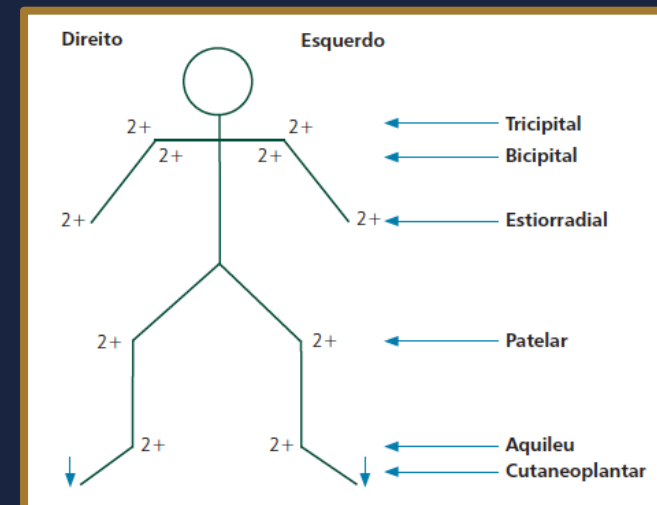 Direito Esquerdo
2+ 2+ Tricipital
2+ 2+ Bicipital
2+ 2+ Estiorradial
2+ 2+ Patelar
2+ 2+ Aquileu
Cutaneoplantar